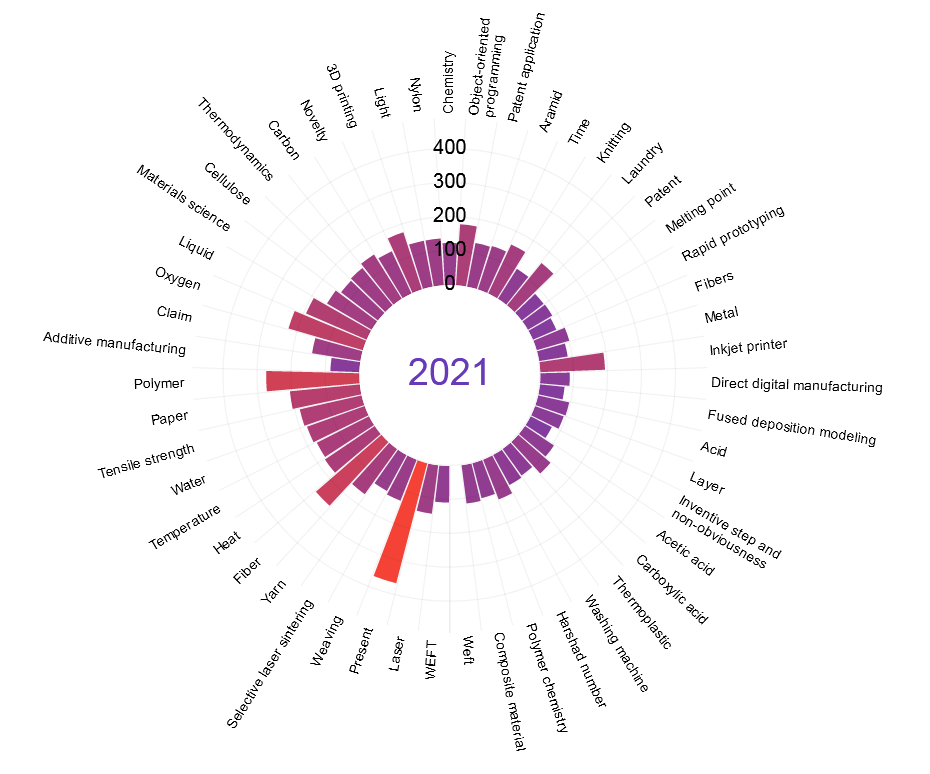 Chemistry
Object-oriented
programming
Patent application
Aramid
Time
Knitting
Laundry
Patent
Melting point
Rapid prototyping
Fibers
Metal
Inkjet printer
Direct digital manufacturing
Fused deposition modeling
Acid
Layer
Inventive step and
non-obviousness
Acetic acid
Carboxylic acid
Thermoplastic
Washing machine
Harshad number
Polymer chemistry
Composite material
Weft
WEFT
Laser
Present
Weaving
Selective laser sintering
Yarn
Fiber
Heat
Temperature
Water
Tensile strength
Paper
Polymer
Additive manufacturing
Claim
Oxygen
Liquid
Materials science
Cellulose
Thermodynamics
Carbon
Novelty
3D printing
Light
Nylon
400
300
200
100
0
2021